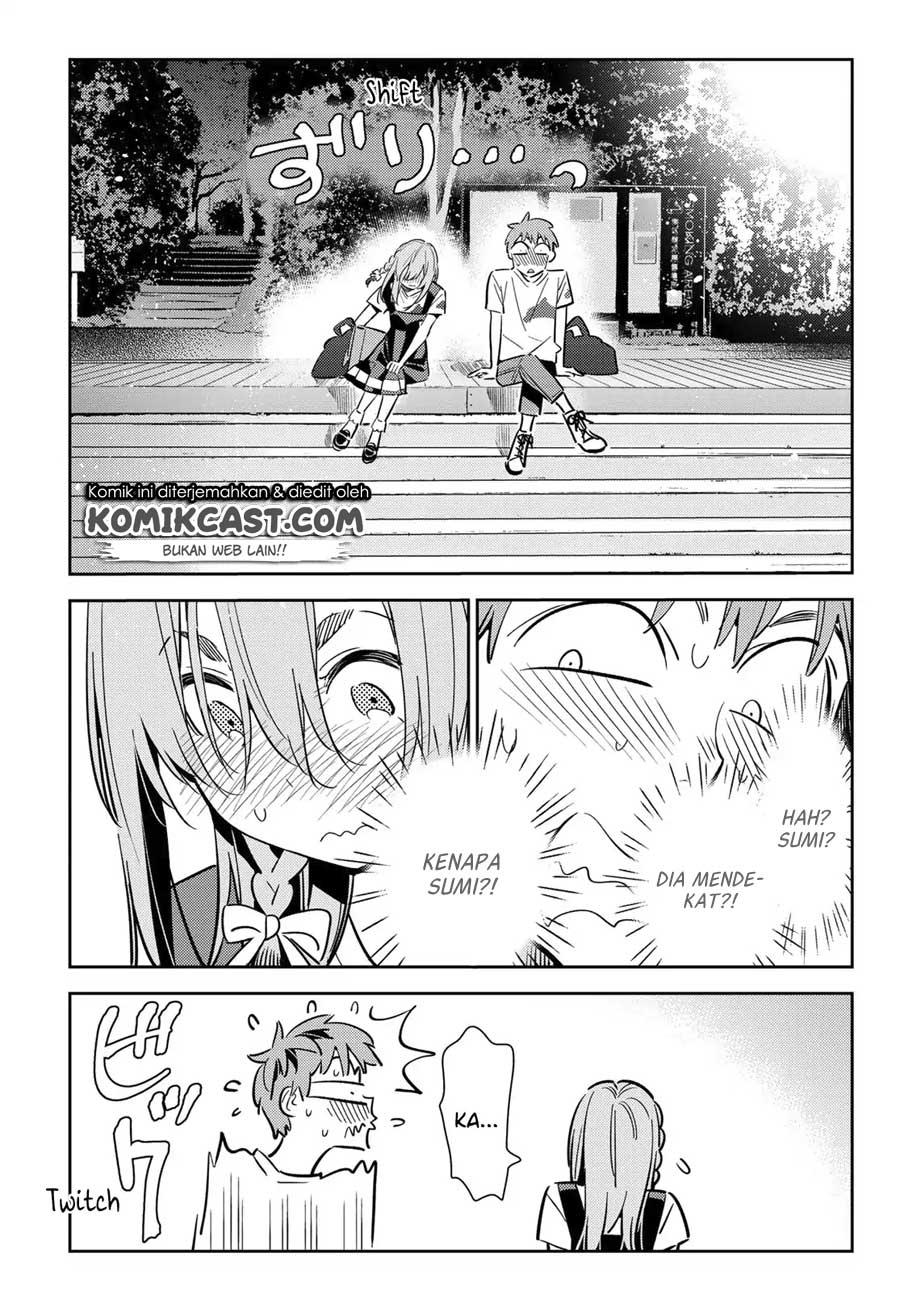 Shift
ずり…
SMOKING
Komik ini diterjemahkan & diedit oleh
KOMIKCAST.COM
BUKAN WEB LAIN!!
HAH?
SUMI?
DIA MENDE-
KAT?!
KENAPA
SUMI?!
KA...
ビクッ
Twitch